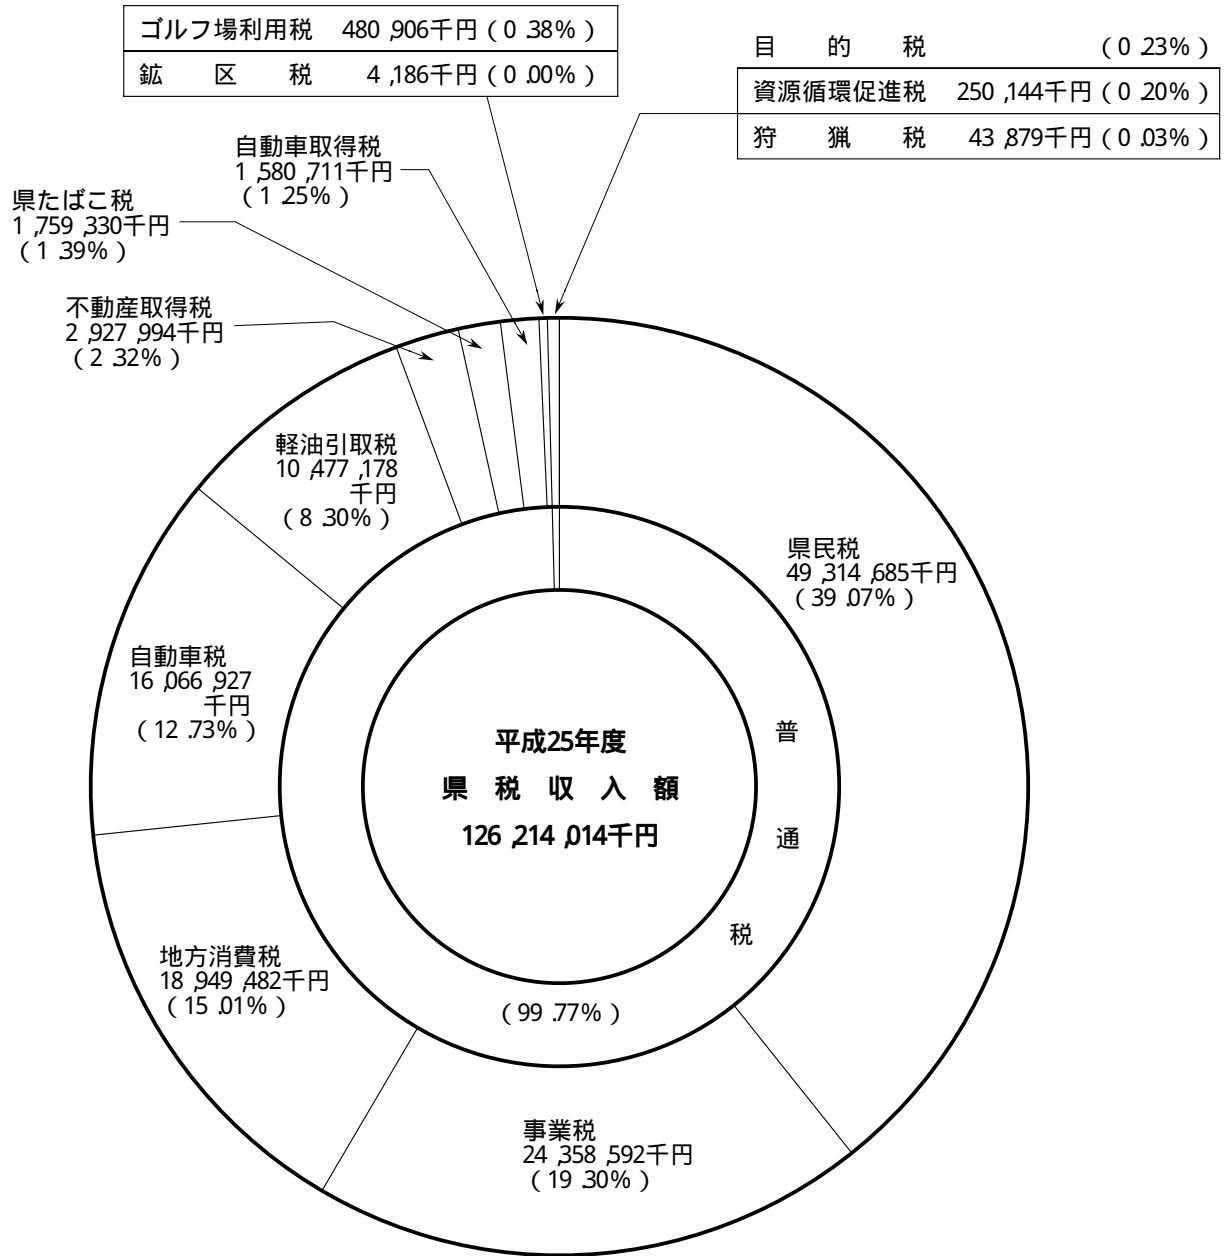 ゴルフ場利用税 480,906千円(0.38%)
鉱区税 4,186千円(0.00%)
目的税 (0.23%)
資源循環促進税 250,144千円(0.20%)
狩猟税 43,879千円(0.03%)
自動車取得税
1,580,711千円
(1.25%)
県たばこ税
1,759,330千円
(1.39%)
不動産取得税
2,927,994千円
(2.32%)
軽油引取税
10,477,178
千円
(8.30%)
県民税
49,314,685千円
(39.07%)
自動車税
16,066,927
千円
(12.73%)
平成25年度
県税収入額
126,214,014千円
普
通
税
(99.77%)
地方消費税
18,949,482千円
(15.01%)
事業税
24,358,592千円
(19.30%)